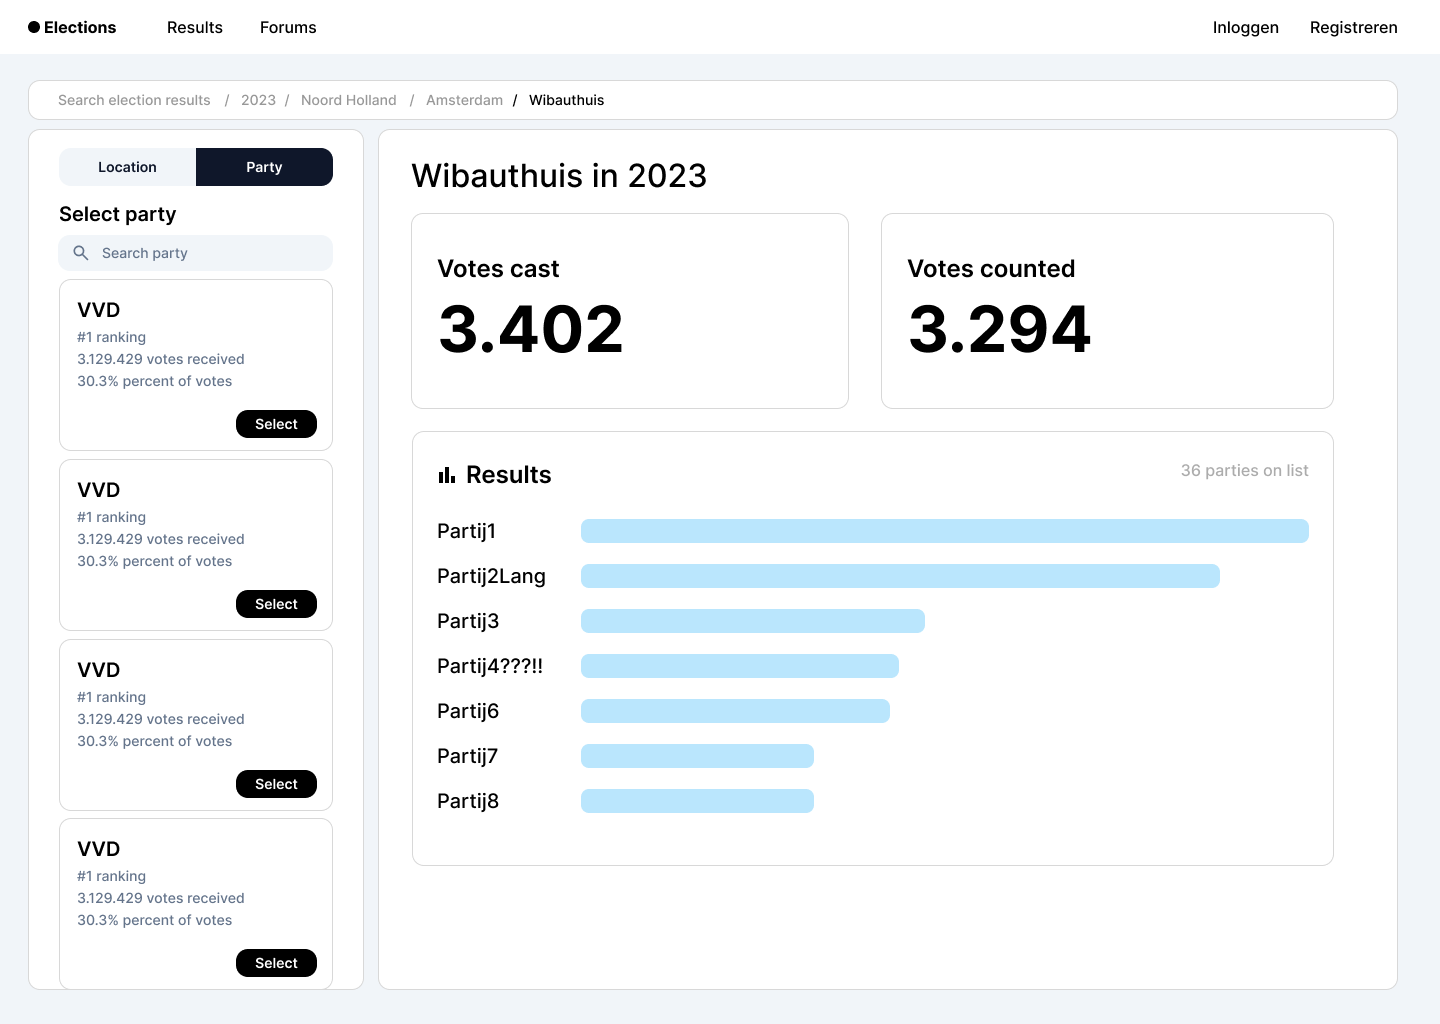 Elections Results Forums Inloggen Registreren
Search election results / 2023 / Noord Holland / Amsterdam / Wibauthuis
Location Party
Select party
Search party
VVD
#1 ranking
3.129.429 votes received
30.3% percent of votes
Select
VVD
#1 ranking
3.129.429 votes received
30.3% percent of votes
Select
VVD
#1 ranking
3.129.429 votes received
30.3% percent of votes
Select
VVD
#1 ranking
3.129.429 votes received
30.3% percent of votes
Select
Wibauthuis in 2023
Votes cast
3.402
Votes counted
3.294
Results
36 parties on list
Partij1
Partij2Lang
Partij3
Partij4???!!
Partij6
Partij7
Partij8